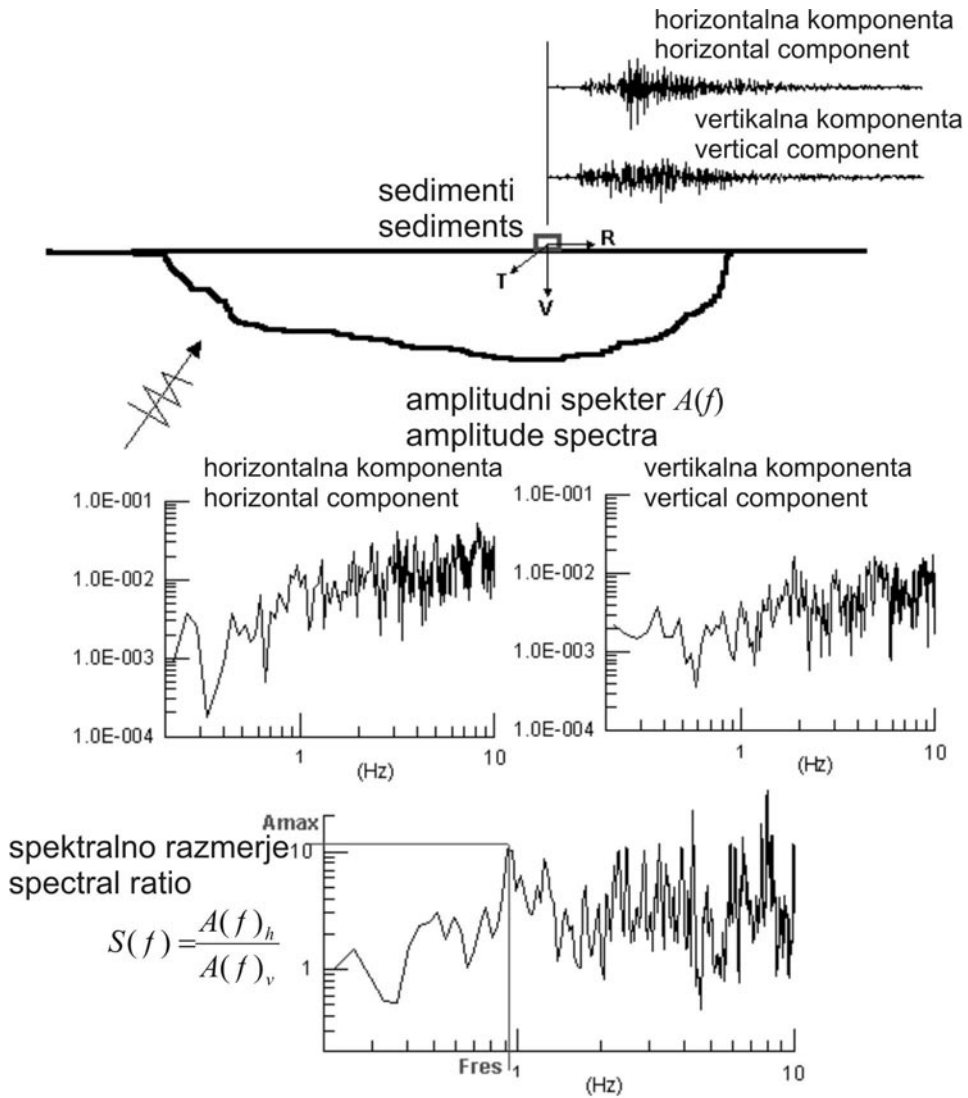 horizontalna komponenta
horizontal component
vertikalna komponenta
vertical component
sedimenti
sediments
R
T
V
amplitudni spekter A(f)
amplitude spectra
horizontalna komponenta
horizontal component
1.0E-001
1.0E-002
1.0E-003
1.0E-004
1
10
(Hz)
vertikalna komponenta
vertical component
1.0E-001
1.0E-002
1.0E-003
1.0E-004
1
10
(Hz)
spektralno razmerje
spectral ratio
S(f)=A(f)h/A(f)v
Amax
10
1
Fres
1
10
(Hz)